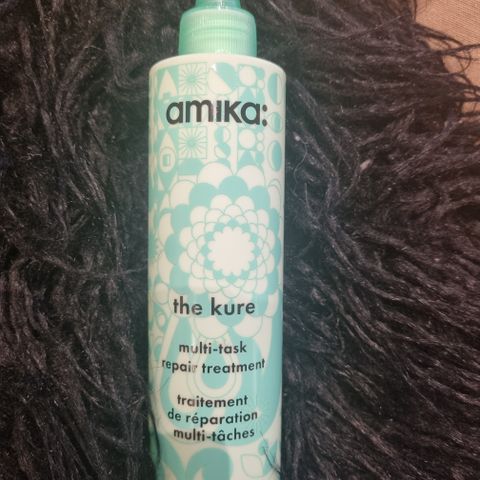 amika:
the kure
multi-task
repair treatment
traitement
de réparation
multi-tâches